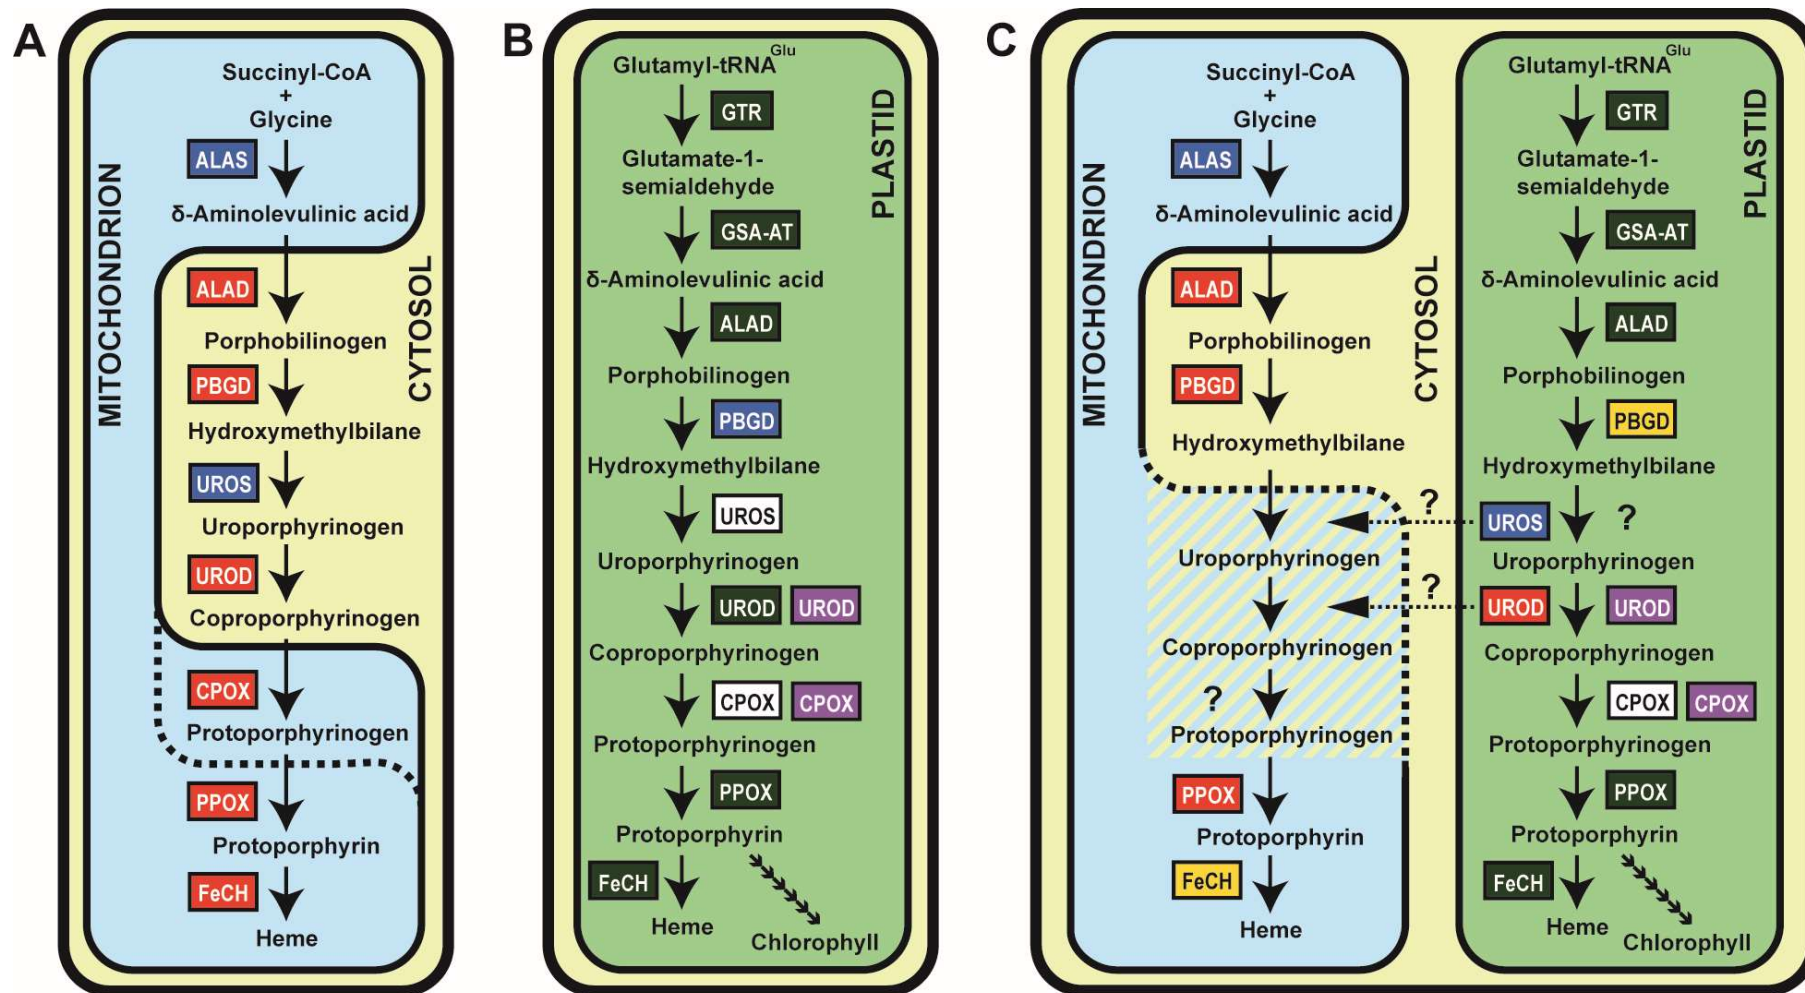 A
MITOCHONDRION
CYTOSOL
Succinyl-CoA
+
Glycine
ALAS
δ-Aminolevulinic acid
ALAD
Porphobilinogen
PBGD
Hydroxymethylbilane
UROS
Uroporphyrinogen
UROD
Coproporphyrinogen
CPOX
Protoporphyrinogen
PPOX
Protoporphyrin
FeCH
Heme
B
PLASTID
Glutamyl-tRNA^Glu
GTR
Glutamate-1-
semialdehyde
GSA-AT
δ-Aminolevulinic acid
ALAD
Porphobilinogen
PBGD
Hydroxymethylbilane
UROS
Uroporphyrinogen
UROD UROD
Coproporphyrinogen
CPOX CPOX
Protoporphyrinogen
PPOX
Protoporphyrin
FeCH
Heme
Chlorophyll
C
MITOCHONDRION
CYTOSOL
Succinyl-CoA
+
Glycine
ALAS
δ-Aminolevulinic acid
ALAD
Porphobilinogen
PBGD
Hydroxymethylbilane
?
Uroporphyrinogen
?
Coproporphyrinogen
?
Protoporphyrinogen
PPOX
Protoporphyrin
FeCH
Heme
PLASTID
Glutamyl-tRNA^Glu
GTR
Glutamate-1-
semialdehyde
GSA-AT
δ-Aminolevulinic acid
ALAD
Porphobilinogen
PBGD
Hydroxymethylbilane
UROS ?
Uroporphyrinogen
UROD UROD
Coproporphyrinogen
CPOX CPOX
Protoporphyrinogen
PPOX
Protoporphyrin
FeCH
Heme
Chlorophyll